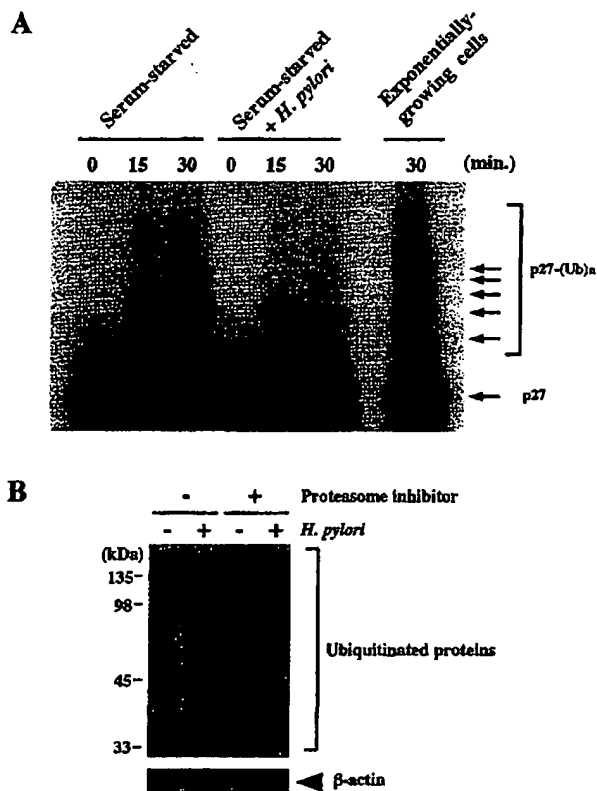 A
Serum-starved
Serum-starved
+ H. pylori
Exponentially-
growing cells
0 15 30 0 15 30 30 (min.)
p27-(Ub)n
p27
B
- + Proteasome inhibitor
- + - + H. pylori
(kDa)
135-
98-
45-
33-
Ubiquitinated proteins
β-actin